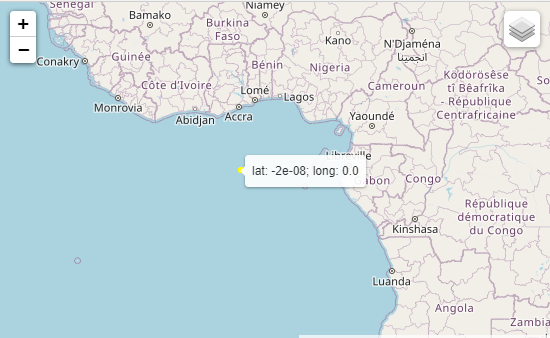 Senegal
Bamako
Niamey
Burkina
Faso
Kano
N'Djaména
انجمينا
Conakry
Guinée
Bénin
Nigeria
Côte d'Ivoire
Lomé
Lagos
Cameroun
Ködörösêse
tî Bêafrîka
- République
Centrafricaine
So
Monrovia
Abidjan
Accra
Yaoundé
Libreville
lat: -2e-08; long: 0.0
Gabon
Congo
République
démocratique
du Congo
Kinshasa
Luanda
Angola
Zambia
+
−